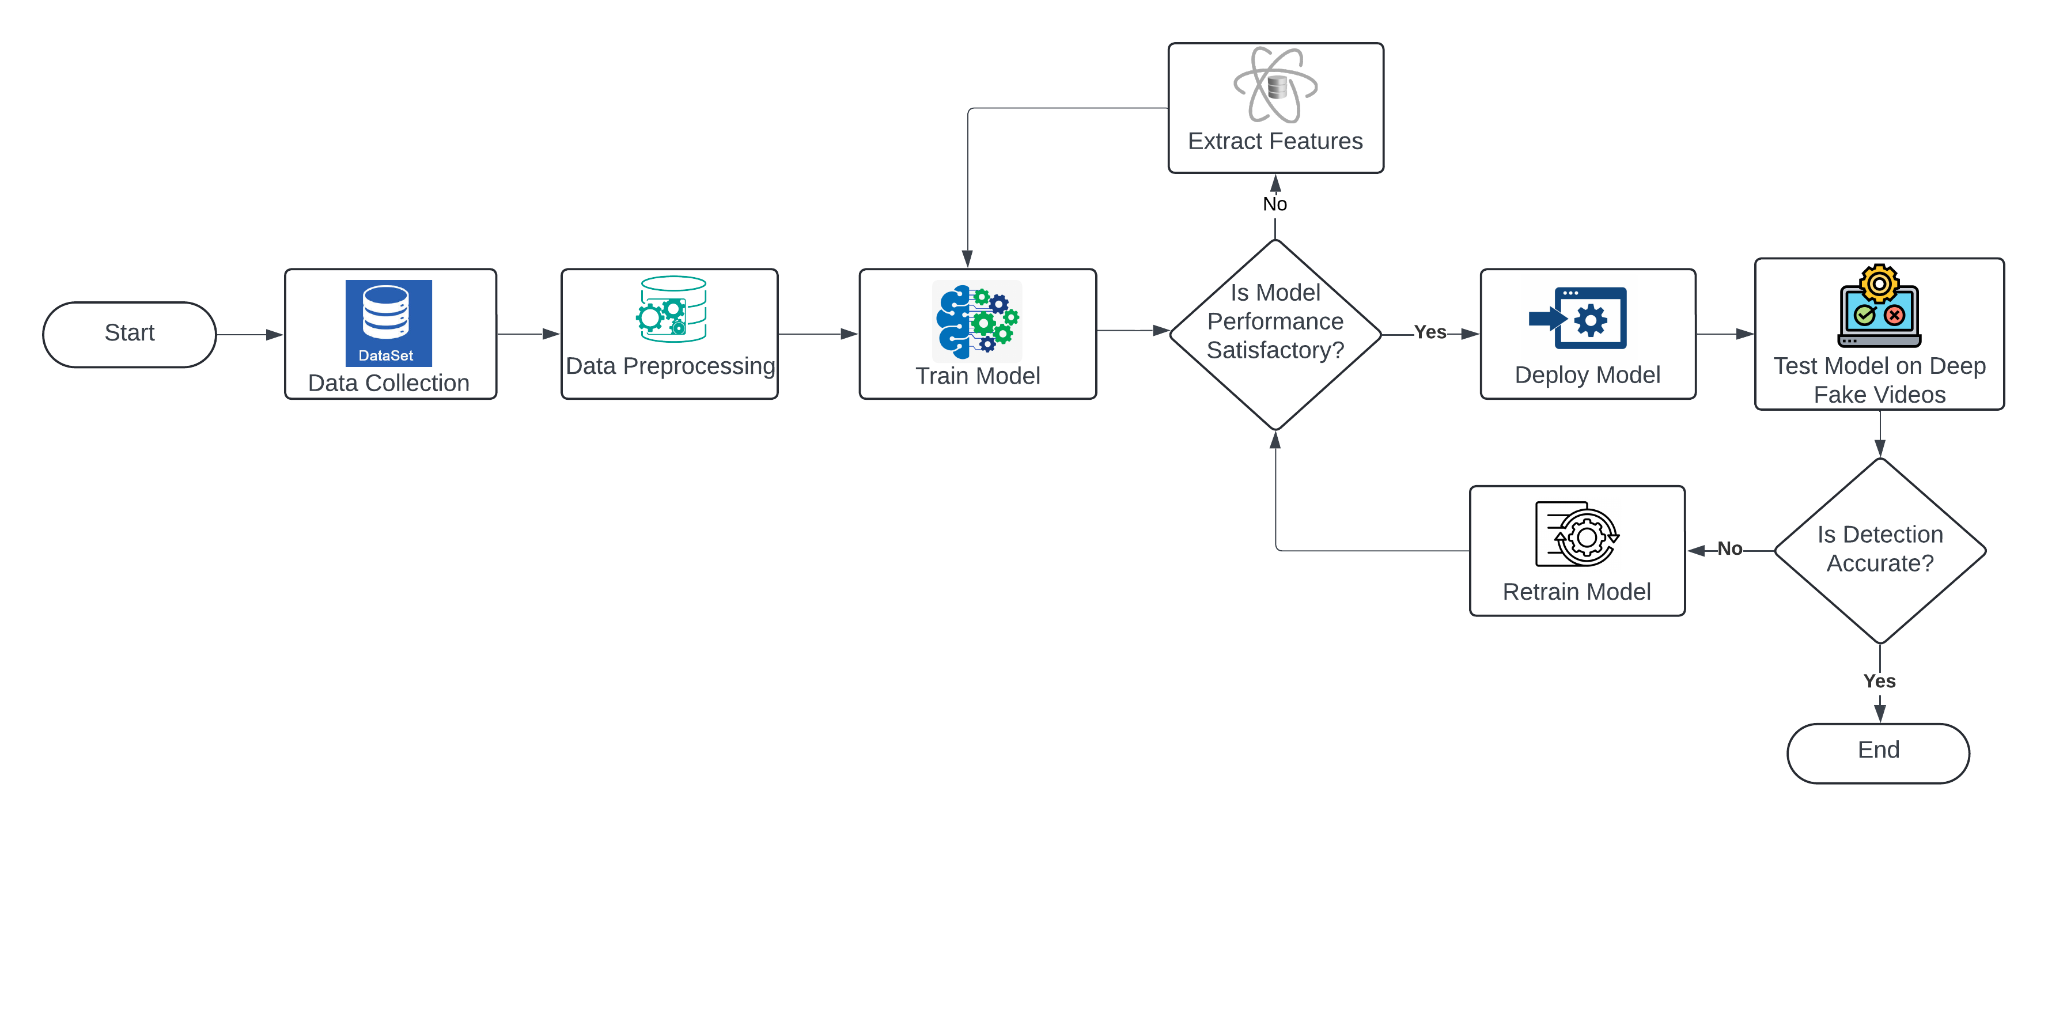 Extract Features
No
Start
DataSet
Data Collection
Data Preprocessing
Train Model
Is Model
Performance
Satisfactory?
Yes
Deploy Model
Test Model on Deep
Fake Videos
Retrain Model
No
Is Detection
Accurate?
Yes
End